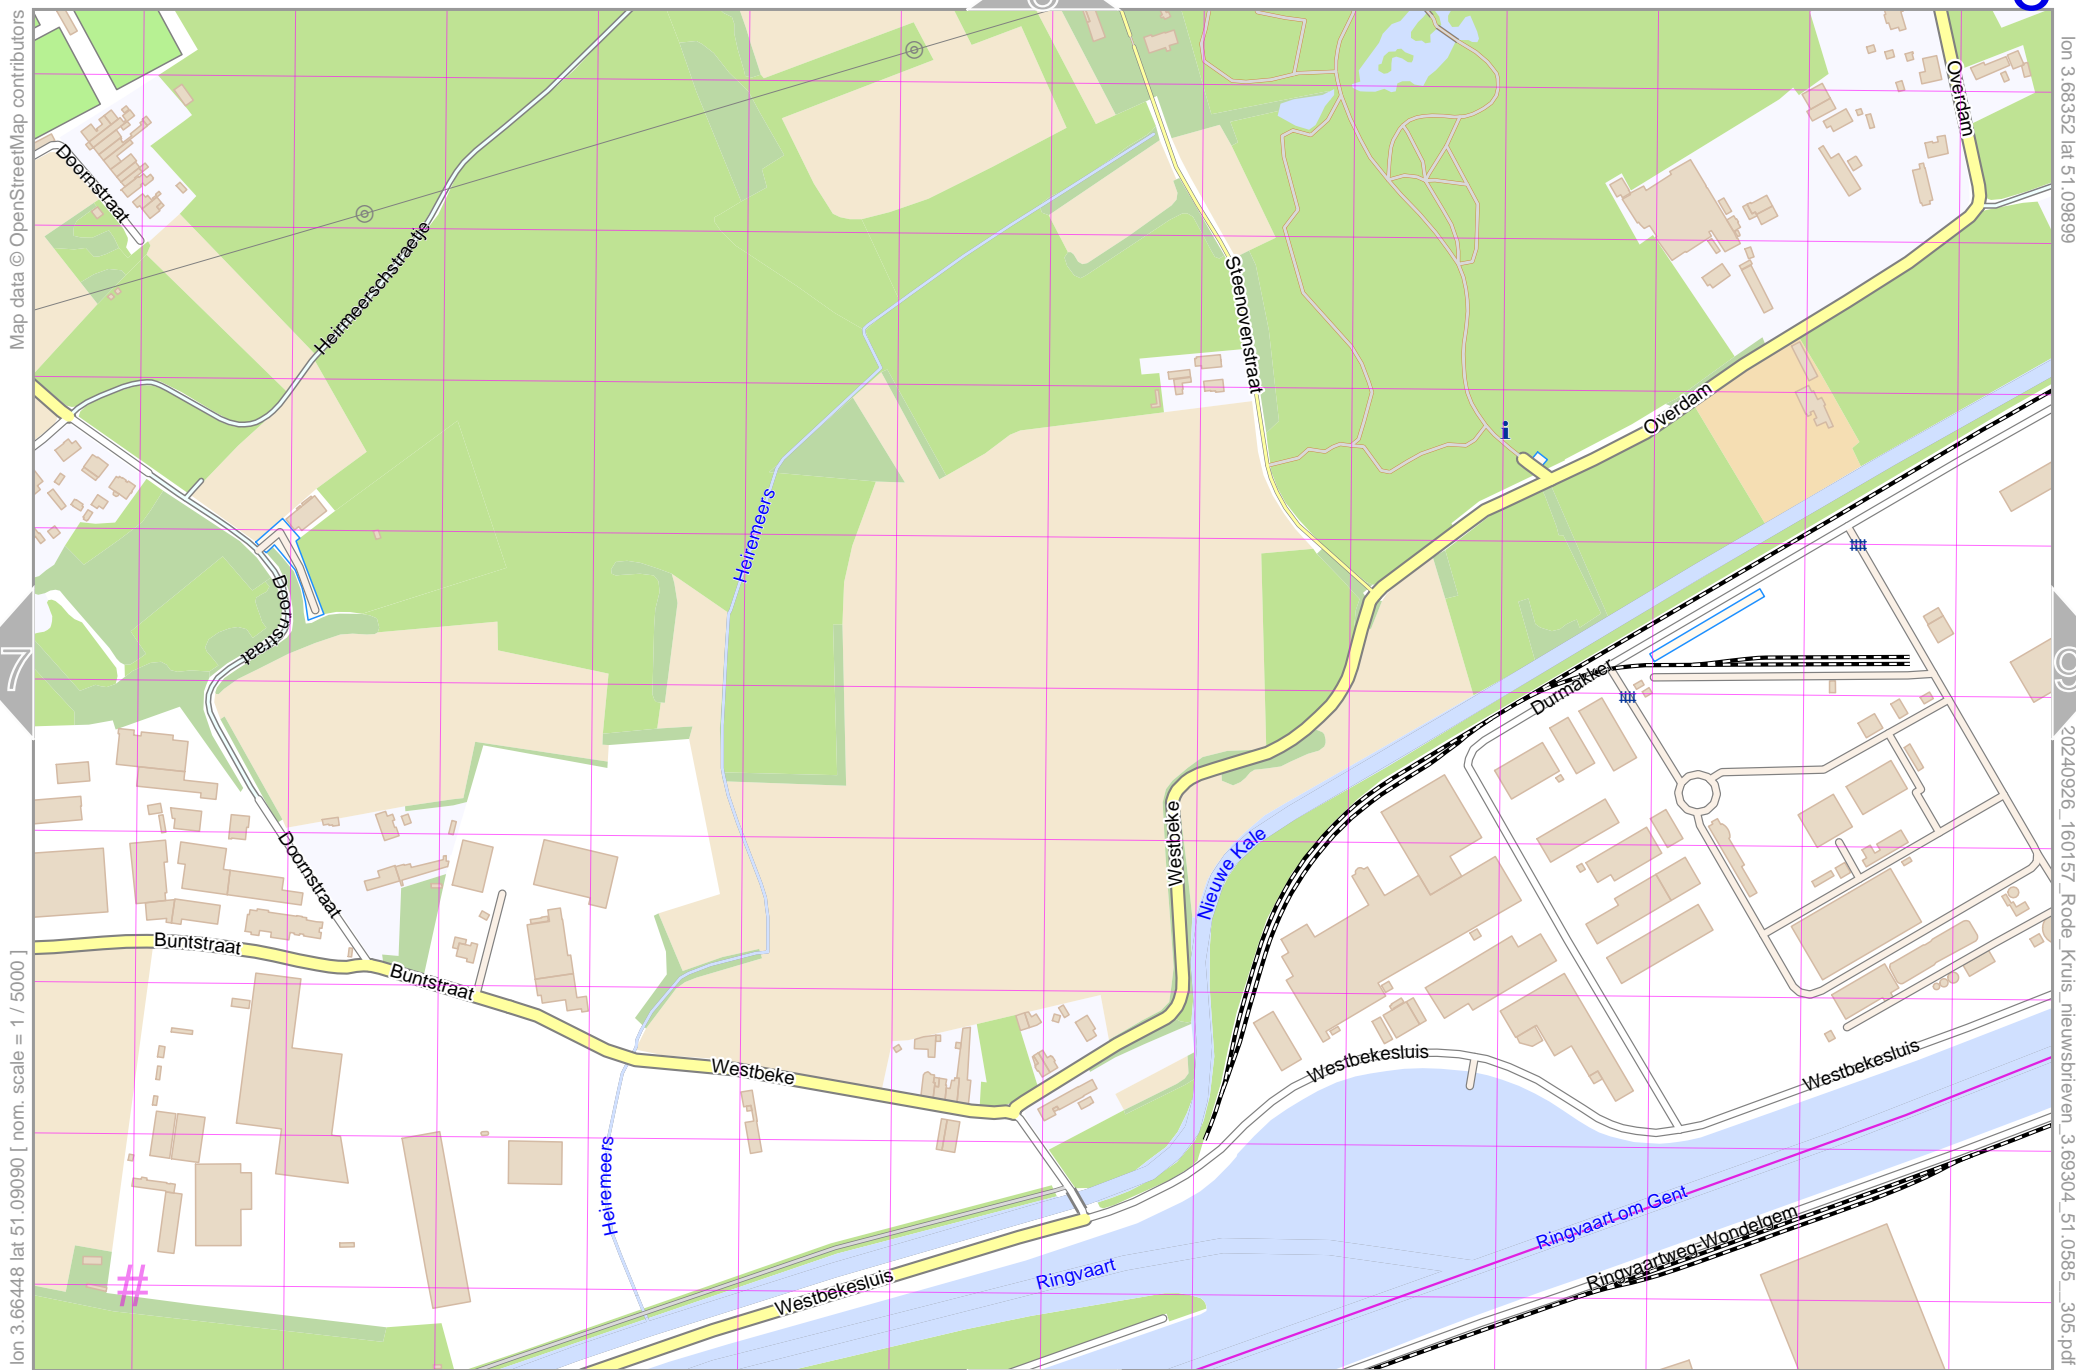 Map data © OpenStreetMap contributors
lon 3.66448 lat 51.09090 [ nom. scale = 1 / 5000 ]
lon 3.68352 lat 51.09899
20240926_160157_Rode_Kruis_nieuwsbrieven_3.69304_51.0585__305.pdf
Overdam
Doornstraat
Heirmeerschstraetje
Steenovenstraat
Overdam
i
Heiremeers
Doornstraat
7
9
Durmakker
Westbeke
Nieuwe Kale
Doornstraat
Buntstraat
Buntstraat
Westbeke
Westbekesluis
Westbekesluis
Heiremeers
Ringvaart om Gent
Ringvaartweg-Wondelgem
Ringvaart
Westbekesluis
#